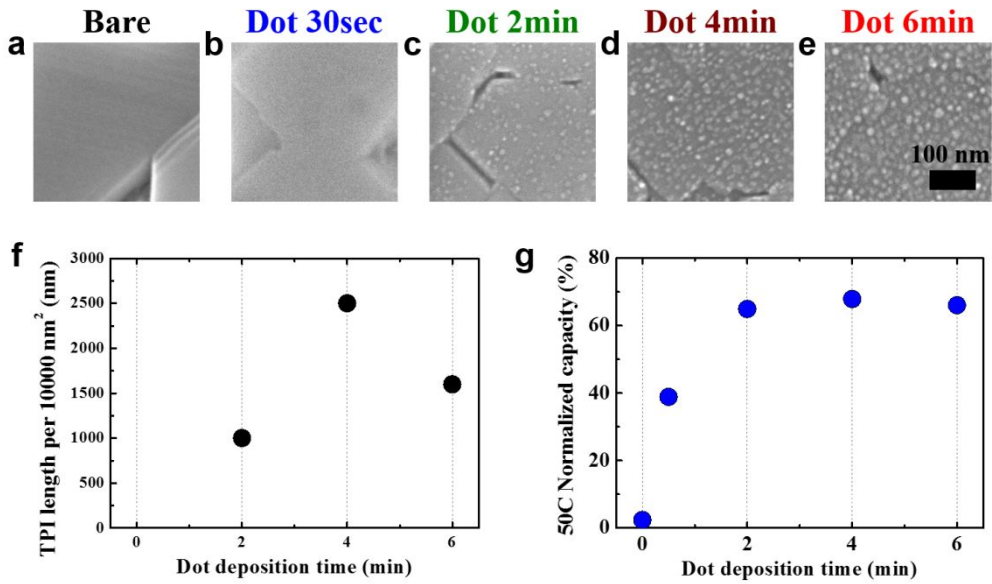 Bare
Dot 30sec
Dot 2min
Dot 4min
Dot 6min
a
b
c
d
e
100 nm
f
TPI length per 10000 nm² (nm)
3000
2500
2000
1500
1000
500
0
0
2
4
6
Dot deposition time (min)
g
50C Normalized capacity (%)
80
60
40
20
0
0
2
4
6
Dot deposition time (min)